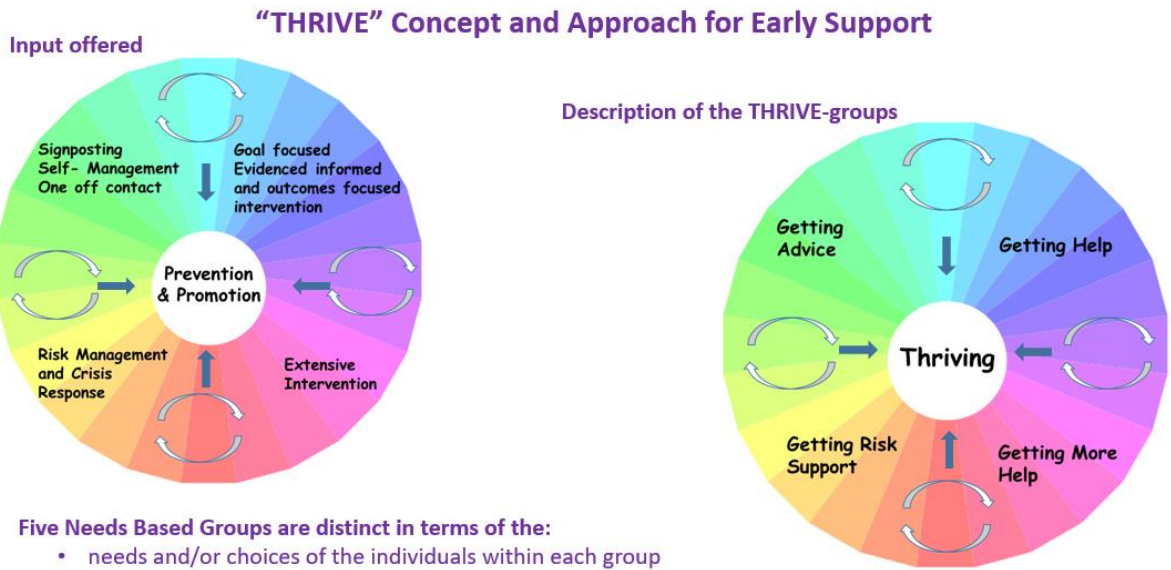 “THRIVE” Concept and Approach for Early Support
Input offered
Signposting
Self- Management
One off contact
Goal focused
Evidenced informed
and outcomes focused
intervention
Prevention
& Promotion
Risk Management
and Crisis
Response
Extensive
Intervention
Description of the THRIVE-groups
Getting
Advice
Getting Help
Thriving
Getting Risk
Support
Getting More
Help
Five Needs Based Groups are distinct in terms of the:
• needs and/or choices of the individuals within each group